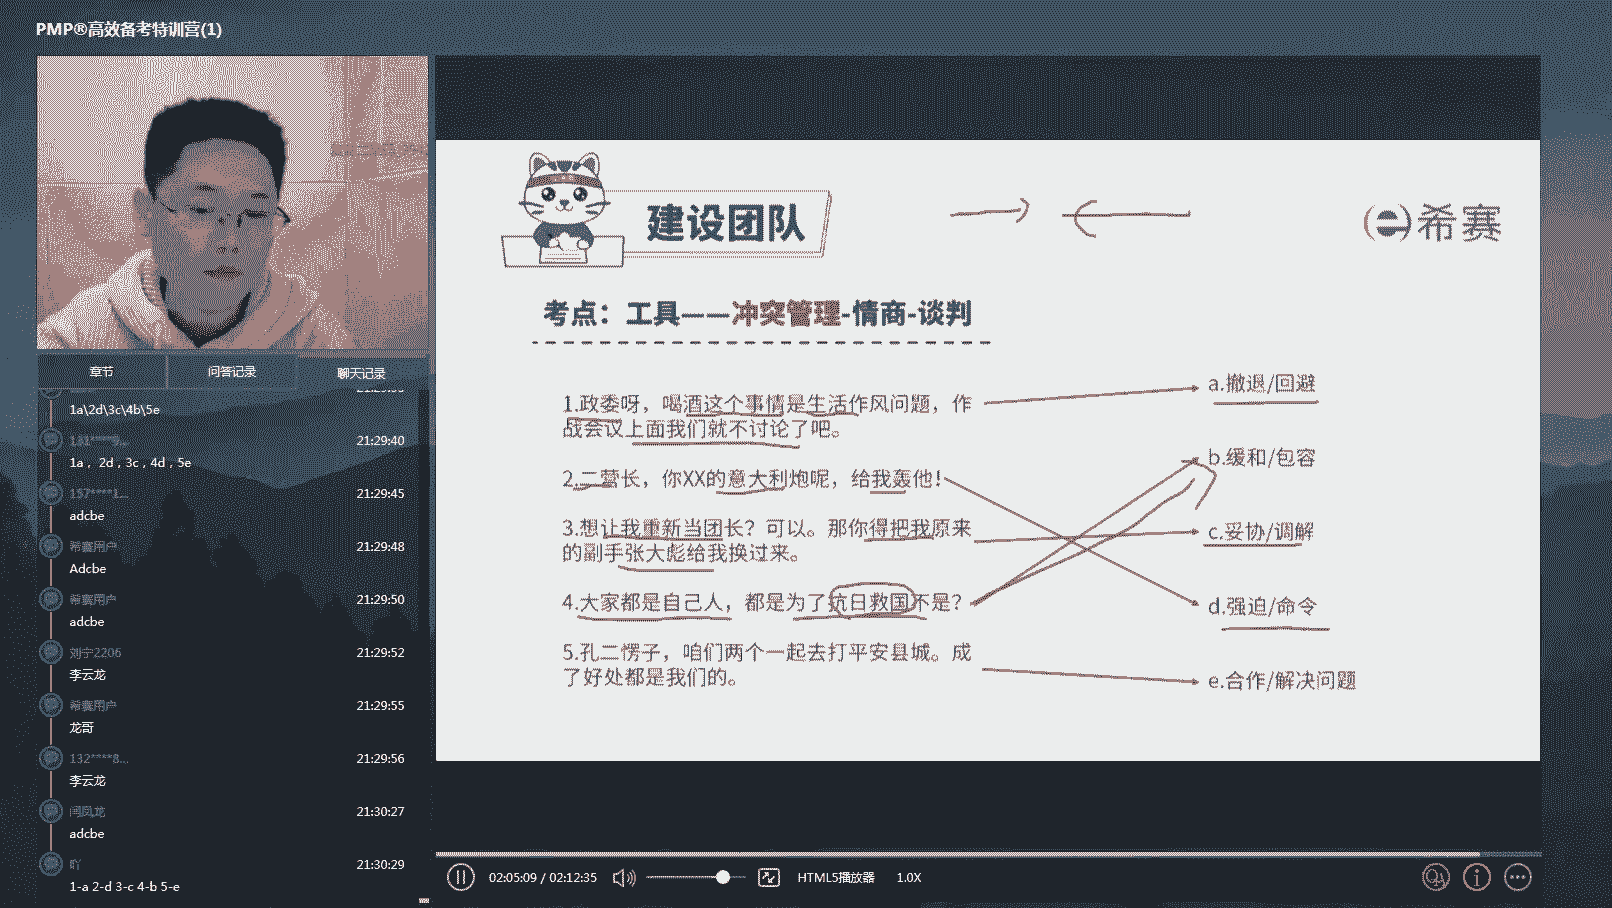 PMP®高效备考特训营(1)
章节
问答记录
聊天记录
1a\2d\3c\4b\5e
21:29:40
1a , 2d , 3c , 4d , 5e
21:29:45
adcbe
希赛用户
21:29:48
Adcbe
希赛用户
21:29:50
adcbe
刘宁2206
21:29:52
李云龙
希赛用户
21:29:55
龙哥
132****8...
21:29:56
李云龙
闻凤龙
21:30:27
adcbe
吖
21:30:29
1-a 2-d 3-c 4-b 5-e
建设团队
希赛
考点：工具——冲突管理-情商-谈判
1.政委呀，喝酒这个事情是生活作风问题，作
战会议上面我们就不讨论了吧。
2.二营长，你XX的意大利炮呢，给我轰他！
3.想让我重新当团长？可以。那你得把我原来
的副手张大彪给我换过来。
4.大家都是自己人，都是为了抗日救国不是？
5.孔二愣子，咱们两个一起去打平安县城。成
了好处都是我们的。
a.撤退/回避
b.缓和/包容
c.妥协/调解
d.强迫/命令
e.合作/解决问题
02:05:09 / 02:12:35
HTML5播放器
1.0X